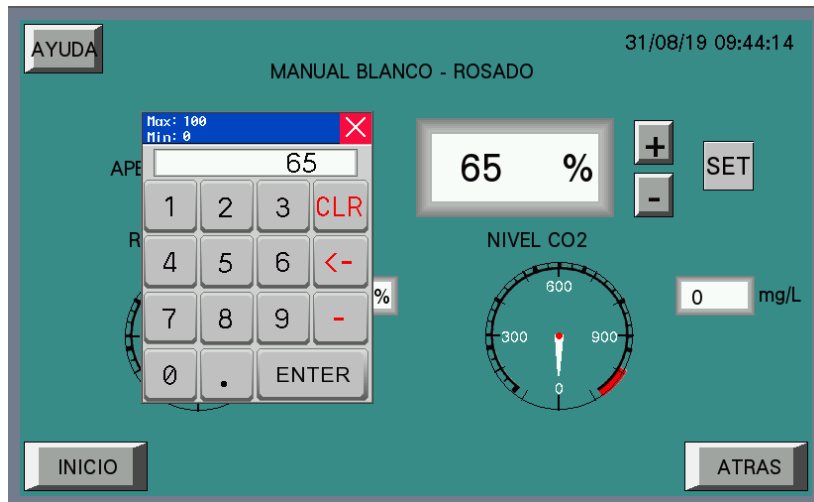 AYUDA
31/08/19 09:44:14
MANUAL BLANCO - ROSADO
Max: 100
Min: 0
65
1 2 3 CLR
4 5 6 <-
7 8 9 -
0 . ENTER
65 %
+
-
SET
%
NIVEL CO2
600
300 900
0
0 mg/L
INICIO
ATRAS